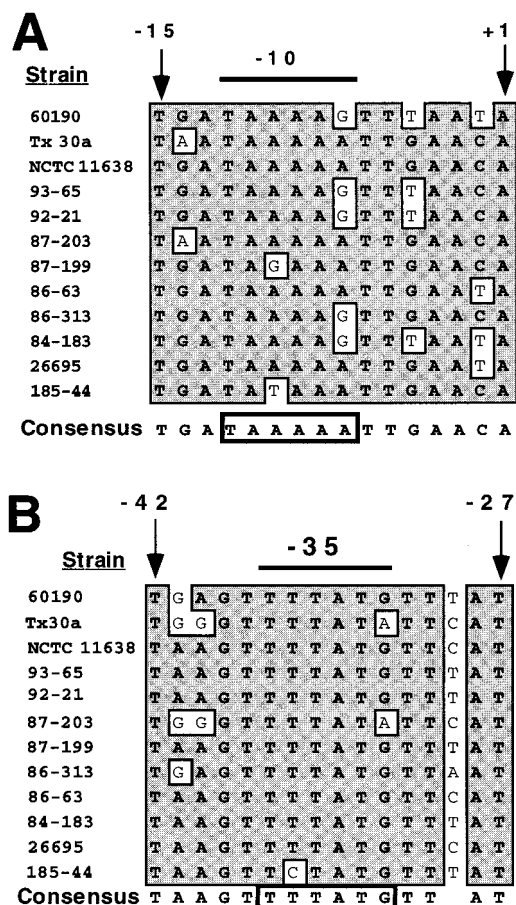 A
-15
-10
+1
Strain
60190 T G A T A A A A G T T T A A T A
Tx 30a T A A T A A A A A T T G A A C A
NCTC 11638 T G A T A A A A A T T G A A C A
93-65 T G A T A A A A G T T T A A C A
92-21 T G A T A A A A G T T T A A C A
87-203 T A A T A A A A A T T G A A C A
87-199 T G A T A G A A A T T G A A C A
86-63 T G A T A A A A A T T G A A T A
86-313 T G A T A A A A G T T G A A C A
84-183 T G A T A A A A G T T T A A T A
26695 T G A T A A A A A T T G A A T A
185-44 T G A T A T A A A T T G A A C A
Consensus T G A T A A A A A T T G A A C A
B
-42
-35
-27
Strain
60190 T G A G T T T T A T G T T T A T
Tx30a T G G G T T T T A T A T T C A T
NCTC 11638 T A A G T T T T A T G T T C A T
93-65 T A A G T T T T A T G T T T A T
92-21 T A A G T T T T A T G T T T A T
87-203 T G G G T T T T A T A T T C A T
87-199 T A A G T T T T A T G T T T A T
86-313 T G A G T T T T A T G T T A A T
86-63 T A A G T T T T A T G T T C A T
84-183 T A A G T T T T A T G T T T A T
26695 T A A G T T T T A T G T T C A T
185-44 T A A G T T C T A T G T T T A T
Consensus T A A G T T T T A T G T T A T